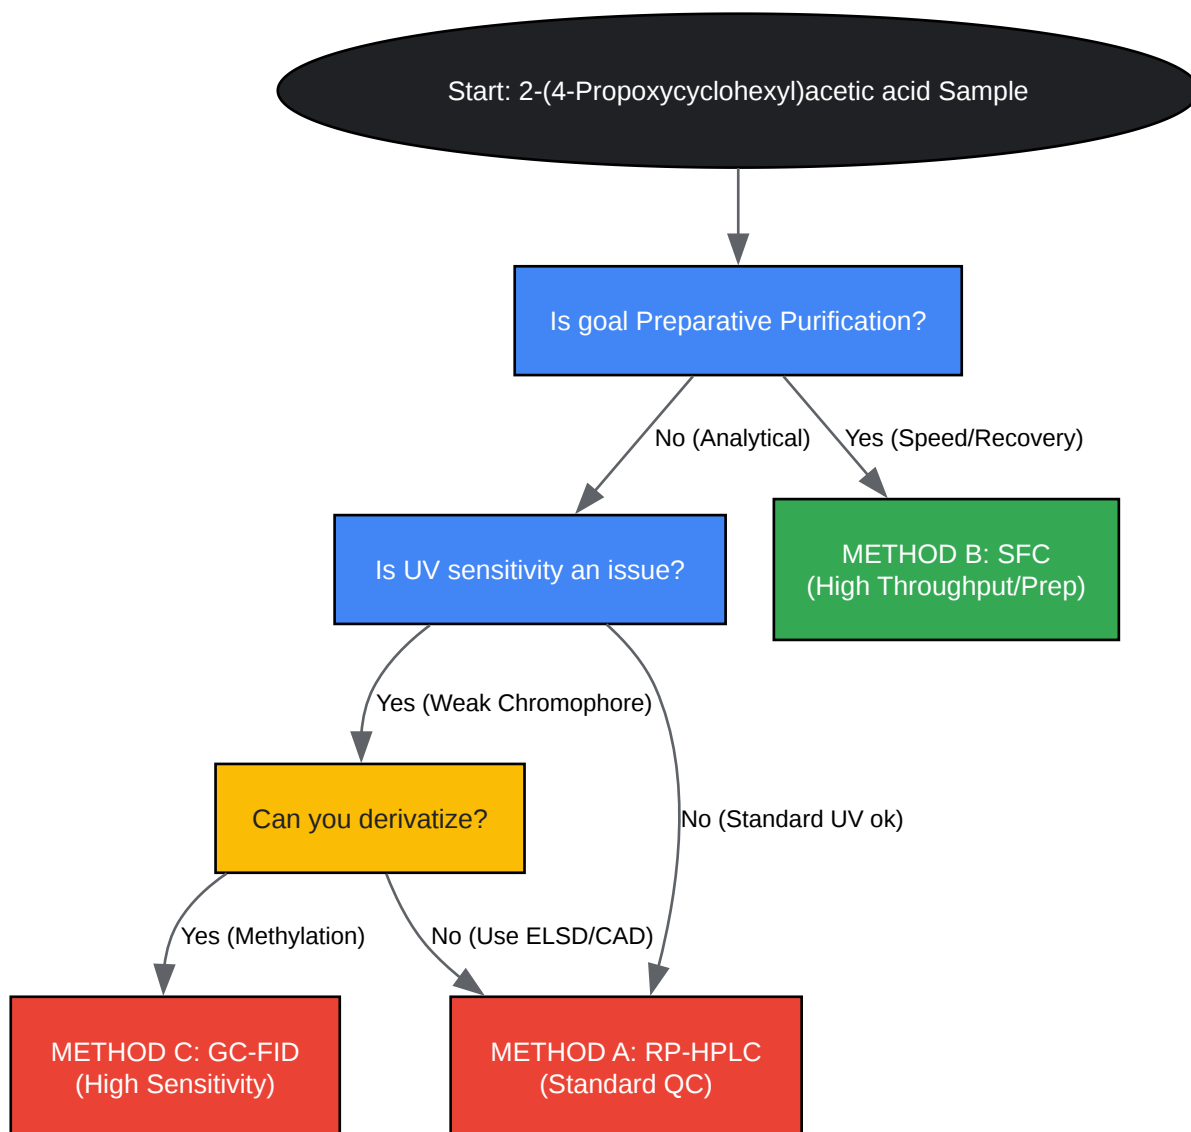 Start: 2-(4-Propoxycyclohexyl)acetic acid Sample
Is goal Preparative Purification?
No (Analytical)
Yes (Speed/Recovery)
METHOD B: SFC
(High Throughput/Prep)
Is UV sensitivity an issue?
Yes (Weak Chromophore)
No (Standard UV ok)
Can you derivatize?
Yes (Methylation)
No (Use ELSD/CAD)
METHOD C: GC-FID
(High Sensitivity)
METHOD A: RP-HPLC
(Standard QC)